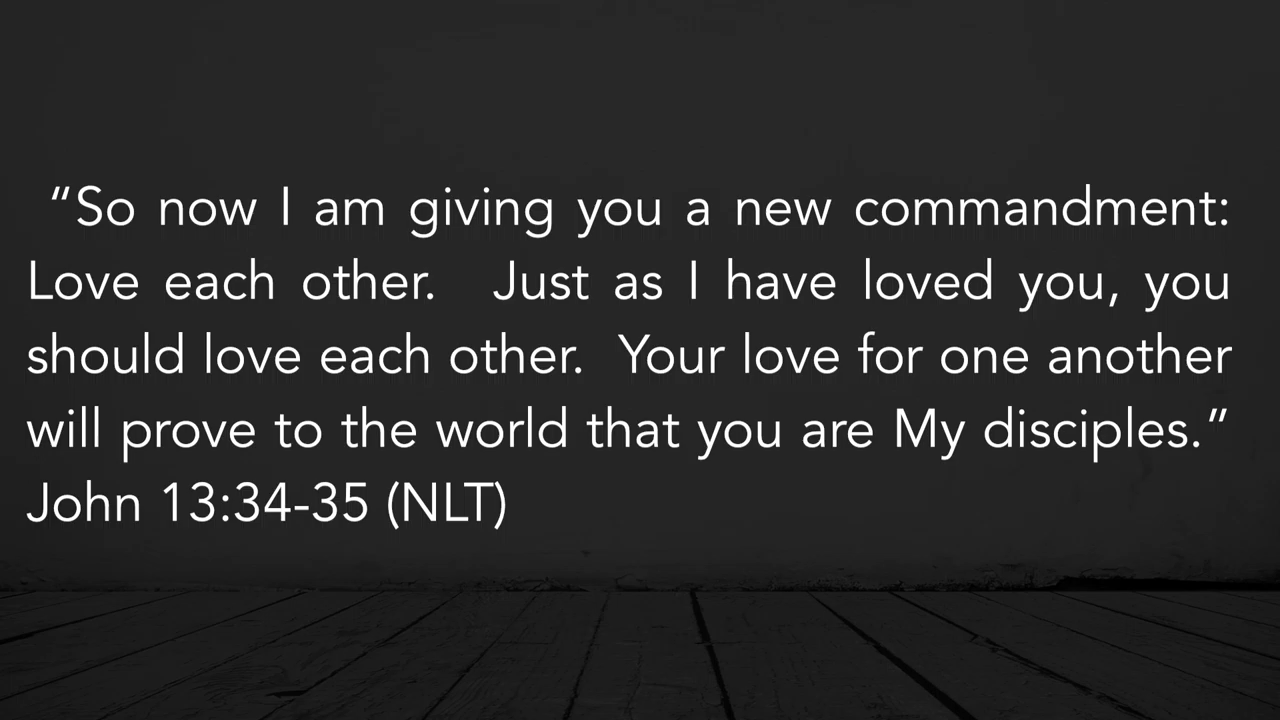 “So now I am giving you a new commandment:
Love each other.  Just as I have loved you, you
should love each other.  Your love for one another
will prove to the world that you are My disciples.”
John 13:34-35 (NLT)